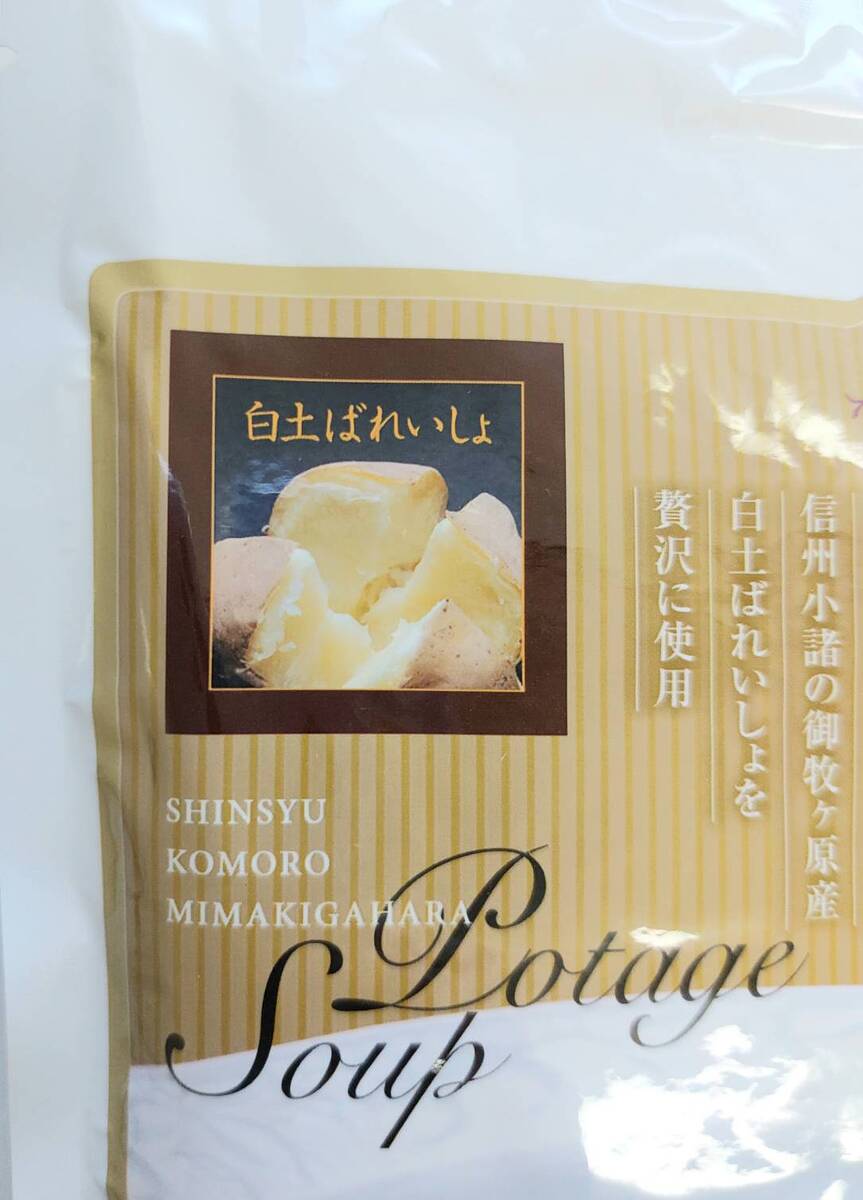 白土ばれいしょ
信州小諸の御牧ヶ原産
白土ばれいしょを
贅沢に使用
SHINSYU
KOMORO
MIMAKIGAHARA
Potage
Soup